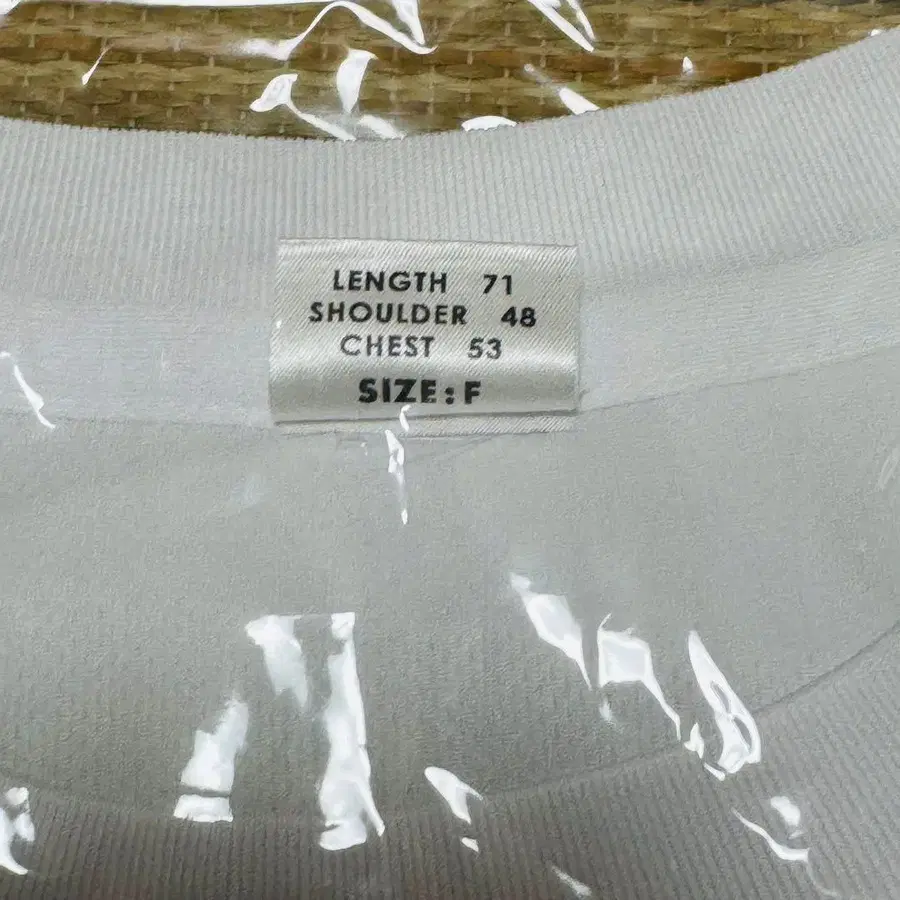 LENGTH 71
SHOULDER 48
CHEST 53
SIZE: F